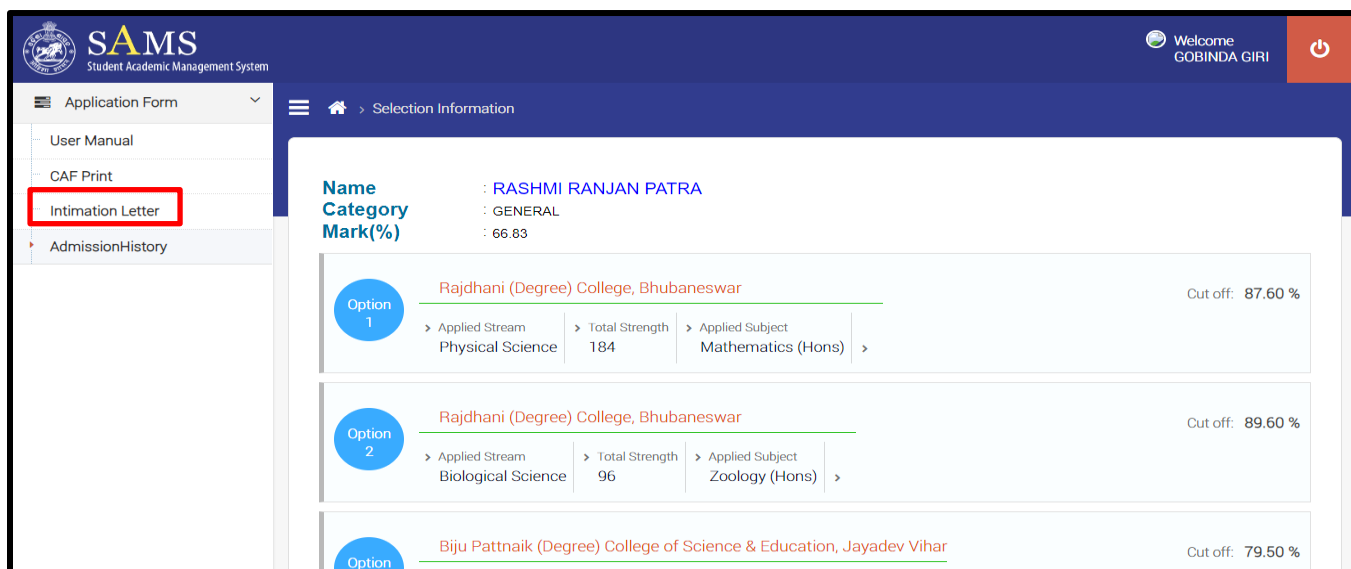 SAMS
Student Academic Management System
Welcome
GOBINDA GIRI
Application Form
> Selection Information
User Manual
CAF Print
Intimation Letter
AdmissionHistory
Name : RASHMI RANJAN PATRA
Category : GENERAL
Mark(%) : 66.83
Option
1
Rajdhani (Degree) College, Bhubaneswar
Cut off: 87.60 %
> Applied Stream > Total Strength > Applied Subject
Physical Science 184 Mathematics (Hons) >
Option
2
Rajdhani (Degree) College, Bhubaneswar
Cut off: 89.60 %
> Applied Stream > Total Strength > Applied Subject
Biological Science 96 Zoology (Hons) >
Option
Biju Pattnaik (Degree) College of Science & Education, Jayadev Vihar
Cut off: 79.50 %